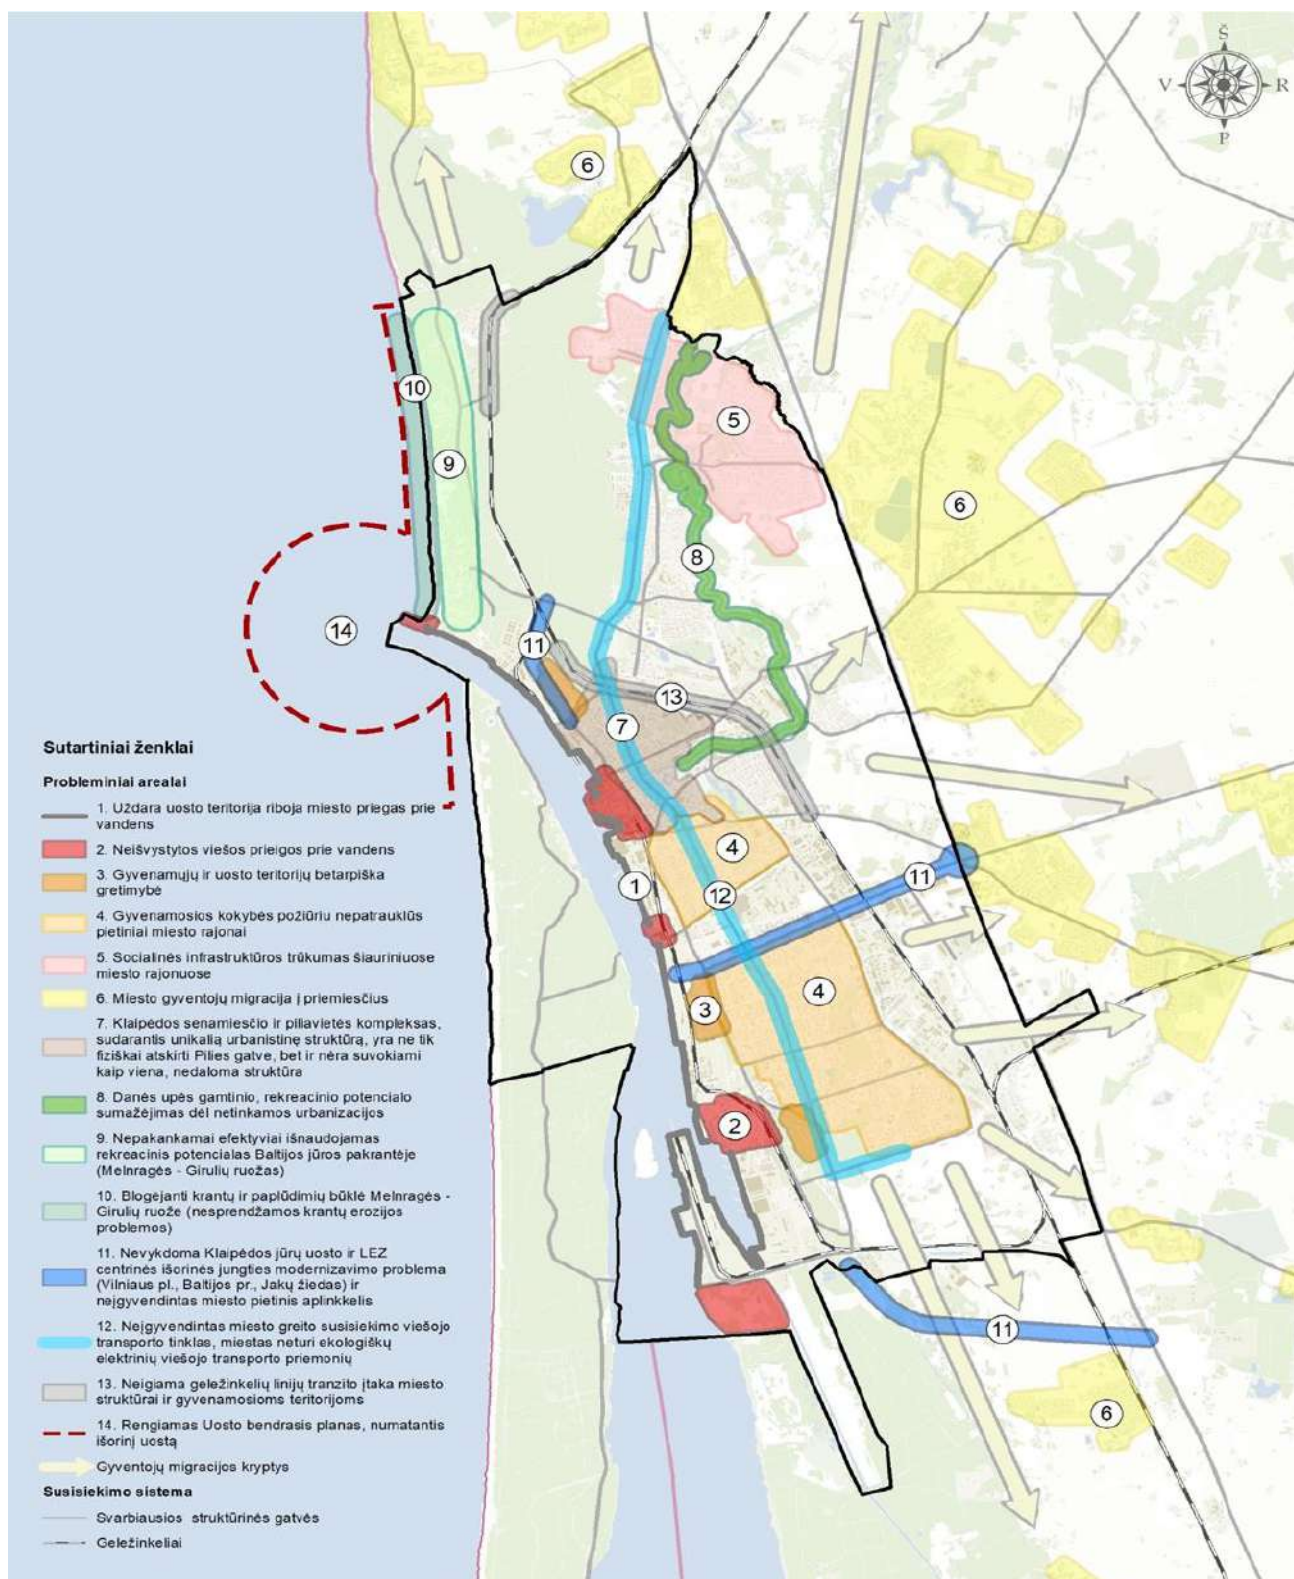 Š
V
R
P
6
5
10
9
6
8
14
11
13
7
4
11
1
12
4
3
2
11
6
Sutartiniai ženklai
Probleminiai arealai
1. Uždara uosto teritorija riboja miesto priegas prie
vandens
2. Neišvystytos viešos prieigos prie vandens
3. Gyvenamųjų ir uosto teritorijų betarpiška
gretimybė
4. Gyvenamosios kokybės požiūriu nepatrauklūs
pietiniai miesto rajonai
5. Socialinės infrastruktūros trūkumas šiauriniuose
miesto rajonuose
6. Miesto gyventojų migracija į priemiesčius
7. Klaipėdos senamiesčio ir piliavietės kompleksas,
sudarantis unikalią urbanistinę struktūrą, yra ne tik
fiziškai atskirti Pilies gatve, bet ir nėra suvokiami
kaip viena, nedaloma struktūra
8. Danės upės gamtinio, rekreacinio potencialo
sumažėjimas dėl netinkamos urbanizacijos
9. Nepakankamai efektyviai išnaudojamas
rekreacinis potencialas Baltijos jūros pakrantėje
(Melnragės - Girulių ruožas)
10. Blogėjanti krantų ir paplūdimių būklė Melnragės -
Girulių ruože (nesprendžamos krantų erozijos
problemos)
11. Nevykdoma Klaipėdos jūrų uosto ir LEZ
centrinės išorinės jungties modernizavimo problema
(Vilniaus pl., Baltijos pr., Jakų žiedas) ir
neįgyvendintas miesto pietinis aplinkkelis
12. Neįgyvendintas miesto greito susisiekimo viešojo
transporto tinklas, miestas neturi ekologiškų
elektrinių viešojo transporto priemonių
13. Neigiama geležinkelių linijų tranzito įtaka miesto
struktūrai ir gyvenamosioms teritorijoms
14. Rengiamas Uosto bendrasis planas, numatantis
išorinį uostą
Gyventojų migracijos kryptys
Susisiekimo sistema
Svarbiausios struktūrinės gatvės
Geležinkeliai